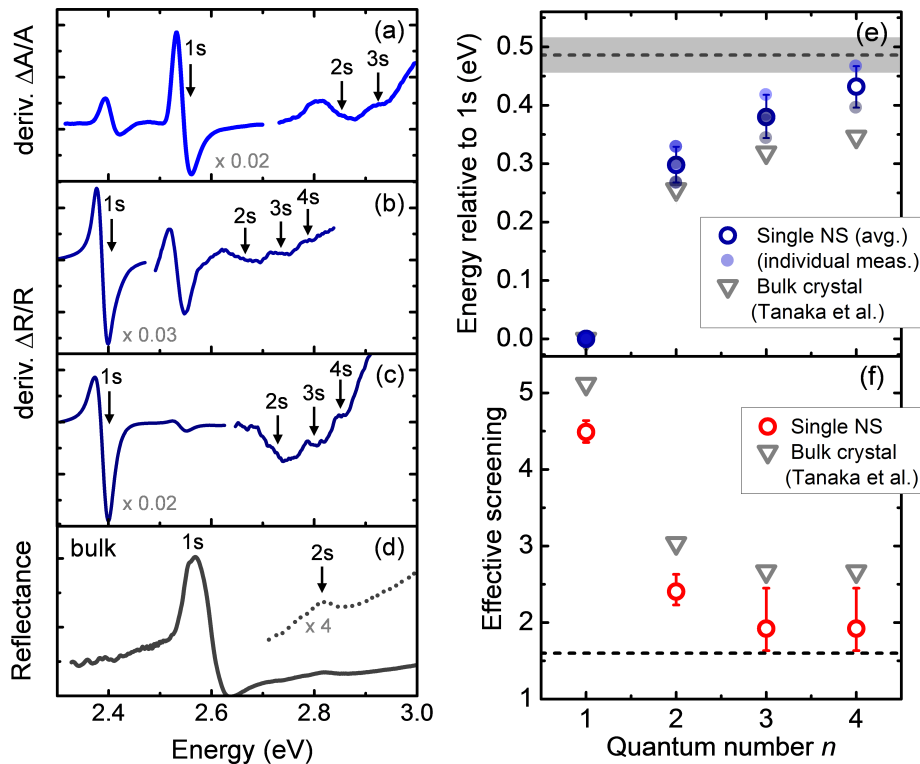 (a)
1s
2s
3s
x 0.02
deriv. ΔA/A
(b)
1s
2s
3s
4s
x 0.03
deriv. ΔR/R
(c)
1s
2s
3s
4s
x 0.02
bulk
(d)
1s
2s
x 4
Reflectance
2.4
2.6
2.8
3.0
Energy (eV)
(e)
0.5
0.4
0.3
0.2
0.1
0.0
Energy relative to 1s (eV)
Single NS (avg.)
(individual meas.)
Bulk crystal
(Tanaka et al.)
(f)
5
4
3
2
1
Effective screening
Single NS
Bulk crystal
(Tanaka et al.)
1
2
3
4
Quantum number n